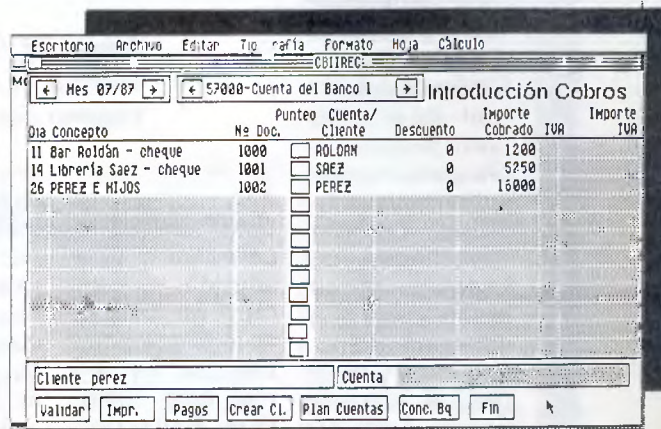 Escritorio Archivo Editar Formato Hoja Cálculo
Mes 07/87 57000-Cuenta del Banco 1 Introducción Cobros
Punteo Cuenta/ Importe Importe
Dia Concepto Nº Doc. Cliente Descuento Cobrado IVA IVA
11 Bar Roldán - cheque 1000 ROLDAN 0 1200
14 Librería Saez - cheque 1001 SAEZ 0 5250
26 PEREZ E HIJOS 1002 PEREZ 0 16000
Cliente perez Cuenta
Validar Impr. Pagos Crear Cl. Plan Cuentas Conc. Bq Fin